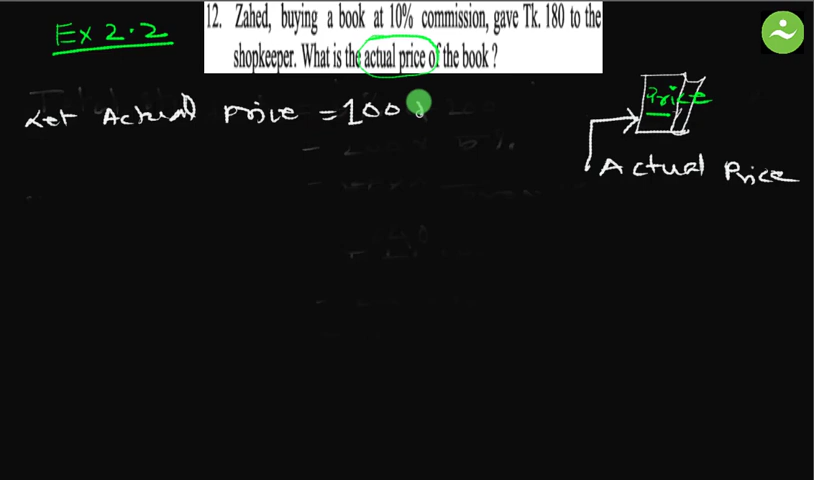 Ex 2.2
12. Zahed, buying a book at 10% commission, gave Tk. 180 to the
shopkeeper. What is the actual price of the book ?
Price
Let Actual Price = 100
Actual Price